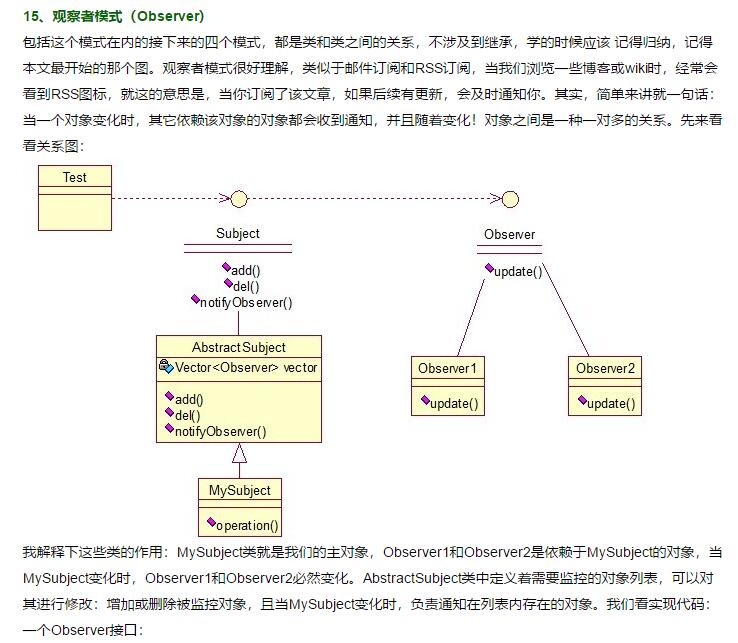 15、观察者模式（Observer）
包括这个模式在内的接下来的四个模式，都是类和类之间的关系，不涉及到继承，学的时候应该 记得归纳，记得
本文最开始的那个图。观察者模式很好理解，类似于邮件订阅和RSS订阅，当我们浏览一些博客或wiki时，经常会
看到RSS图标，就这的意思是，当你订阅了该文章，如果后续有更新，会及时通知你。其实，简单来讲就一句话：
当一个对象变化时，其它依赖该对象的对象都会收到通知，并且随着变化！对象之间是一种一对多的关系。先来看
看关系图：
Test
Subject
add()
del()
notifyObserver()
Observer
update()
AbstractSubject
Vector<Observer> vector
add()
del()
notifyObserver()
Observer1
update()
Observer2
update()
MySubject
operation()
我解释下这些类的作用：MySubject类就是我们的主对象，Observer1和Observer2是依赖于MySubject的对象，当
MySubject变化时，Observer1和Observer2必然变化。AbstractSubject类中定义着需要监控的对象列表，可以对
其进行修改：增加或删除被监控对象，且当MySubject变化时，负责通知在列表内存在的对象。我们看实现代码：
一个Observer接口：